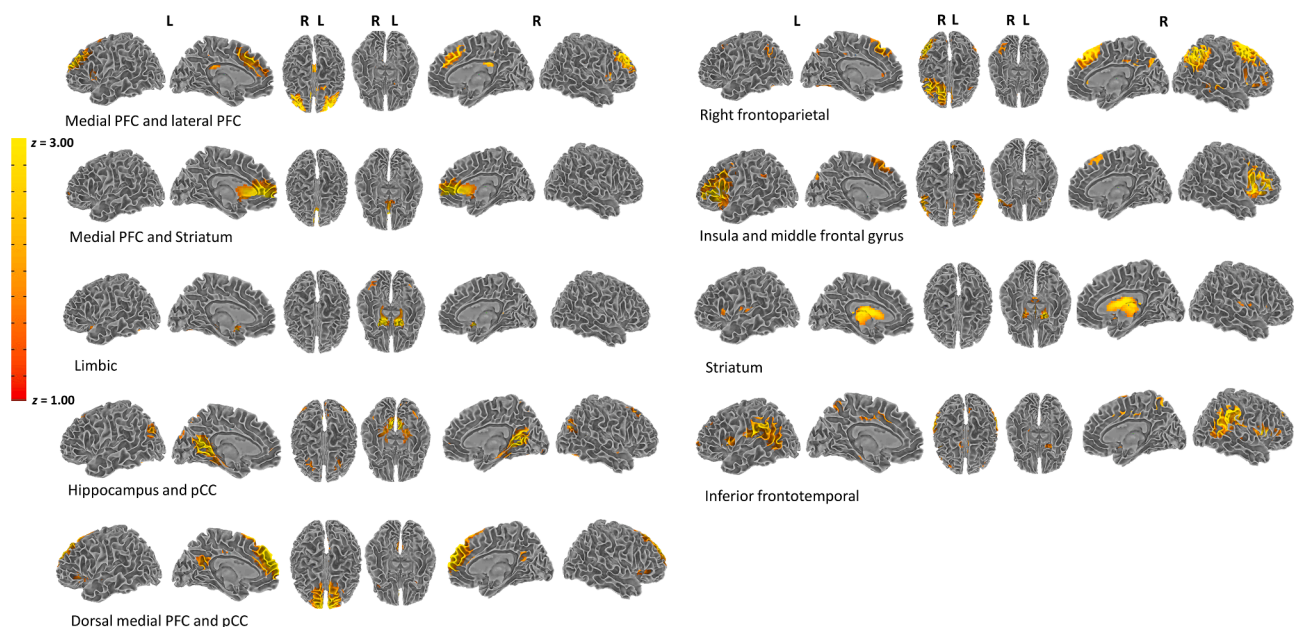 L R L R L R L R L R L R
Medial PFC and lateral PFC
Right frontoparietal
z = 3.00
Medial PFC and Striatum
Insula and middle frontal gyrus
Limbic
Striatum
z = 1.00
Hippocampus and pCC
Inferior frontotemporal
Dorsal medial PFC and pCC